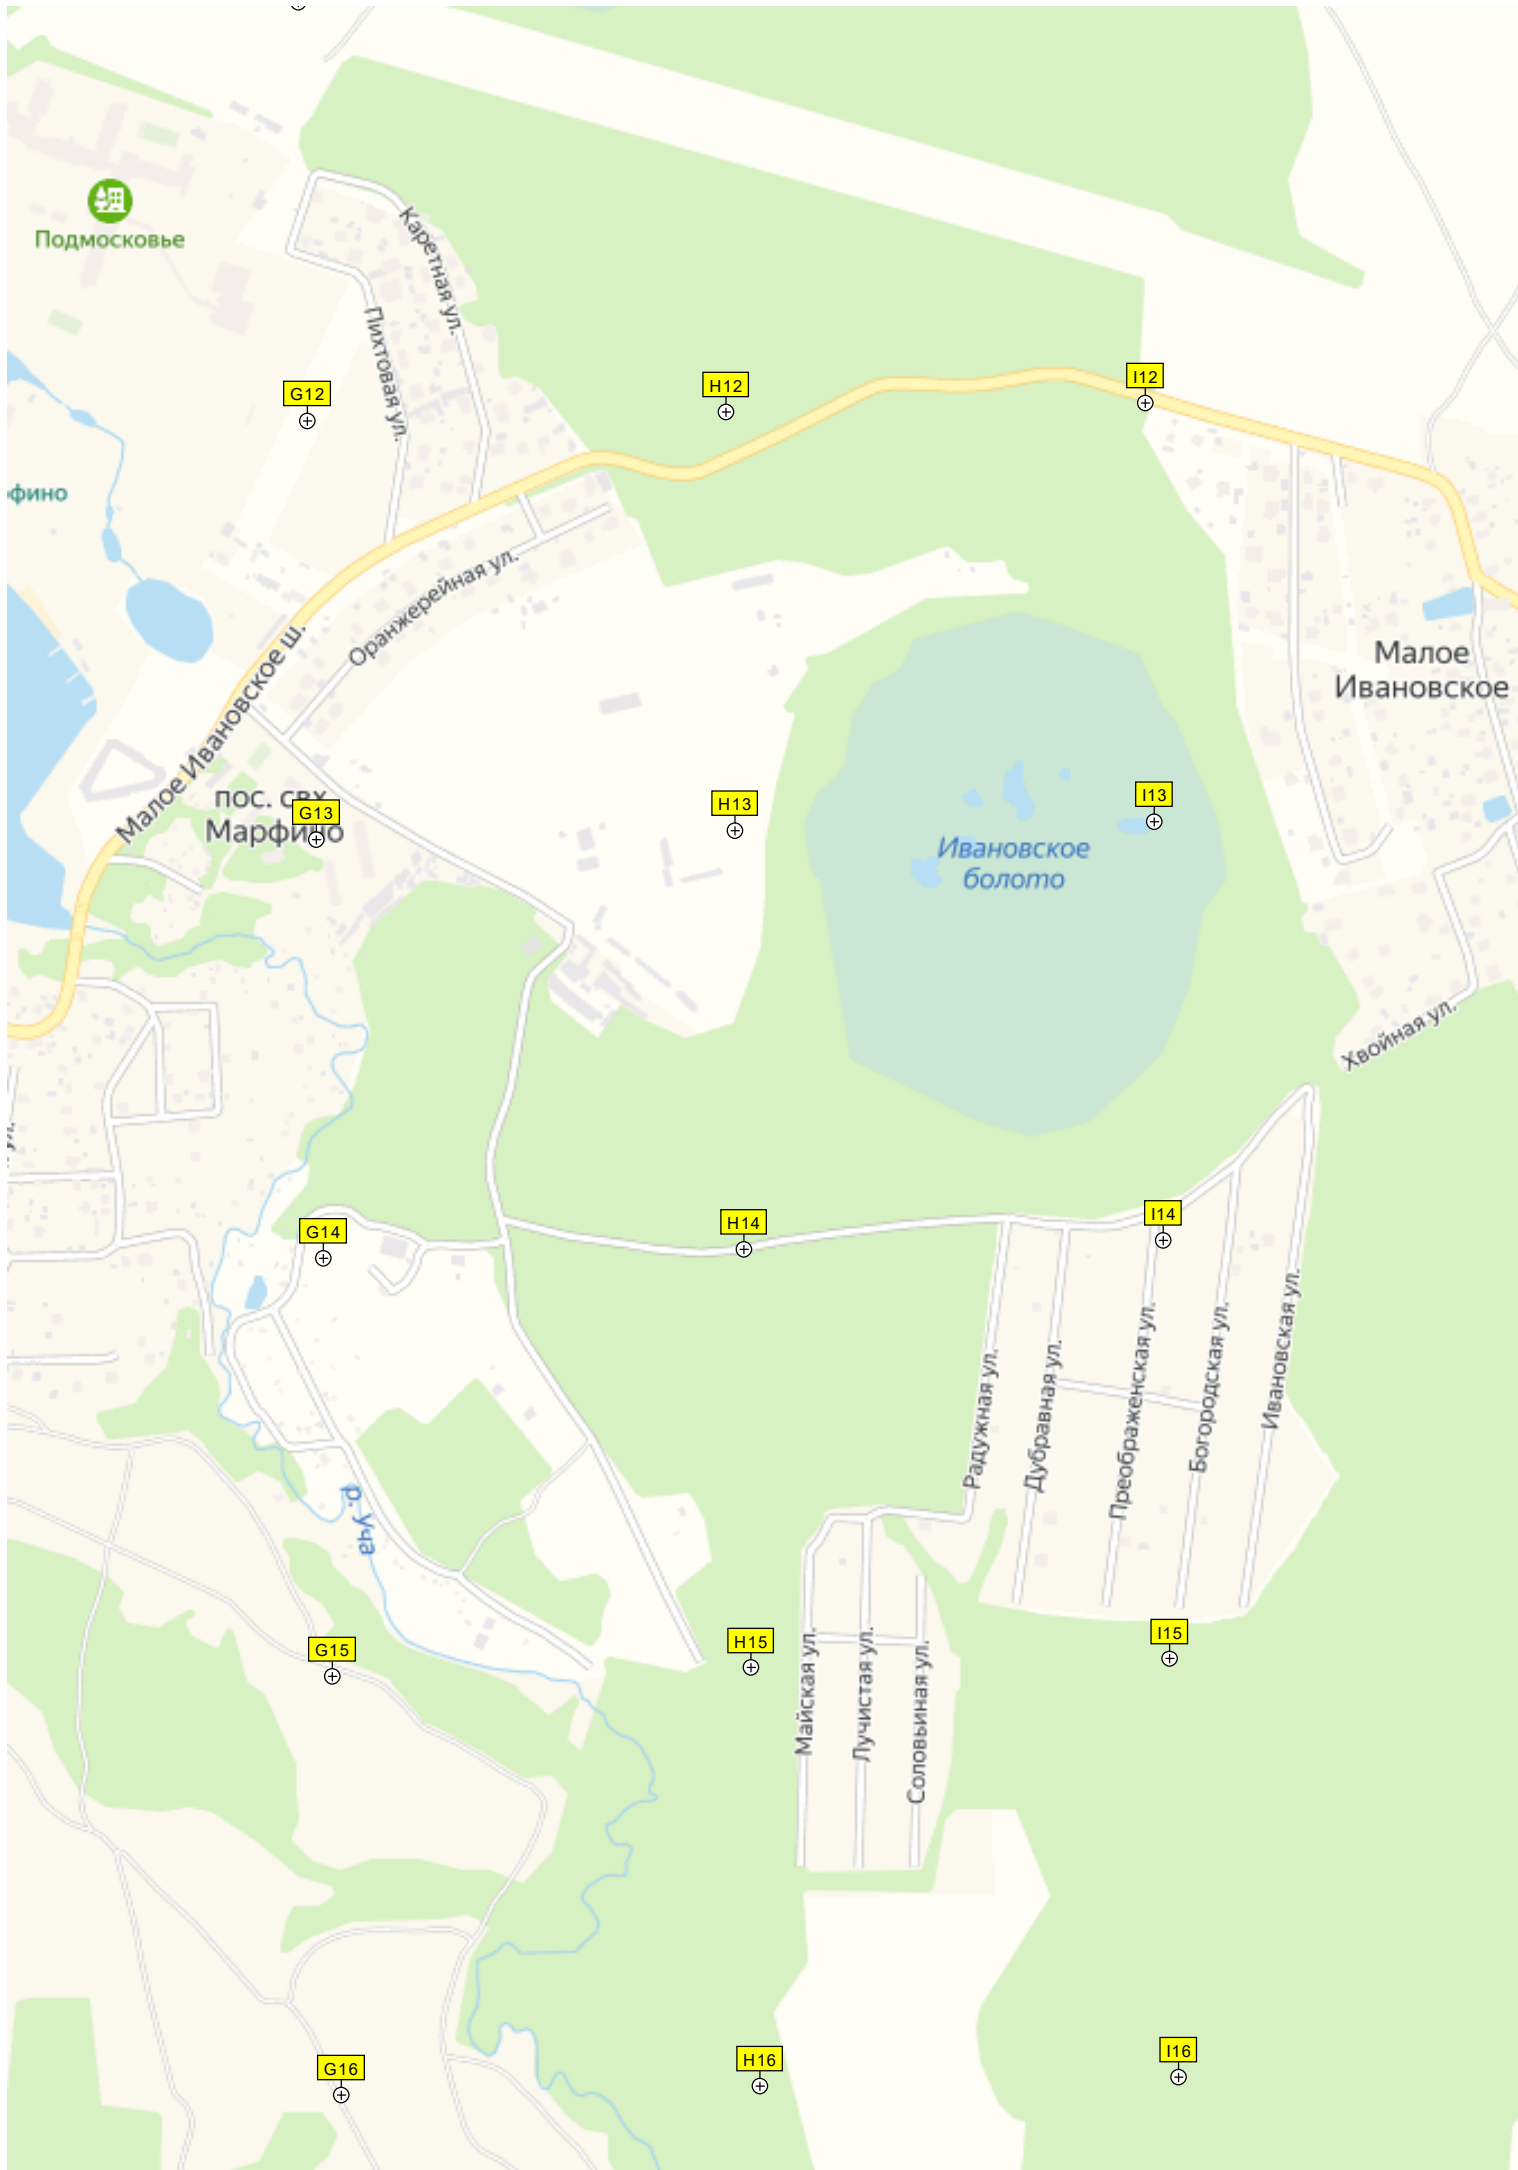 Подмосковье
Каретная ул.
Пихтовая ул.
G12
H12
I12
фино
Оранжерейная ул.
Малое Ивановское ш.
Малое
Ивановское
пос. свх
Марфино
G13
H13
I13
Ивановское
болото
Хвойная ул.
ул.
G14
H14
I14
Радужная ул.
Дубравная ул.
Преображенская ул.
Богородская ул.
Ивановская ул.
р. Уча
G15
H15
I15
Майская ул.
Лучистая ул.
Соловьиная ул.
G16
H16
I16